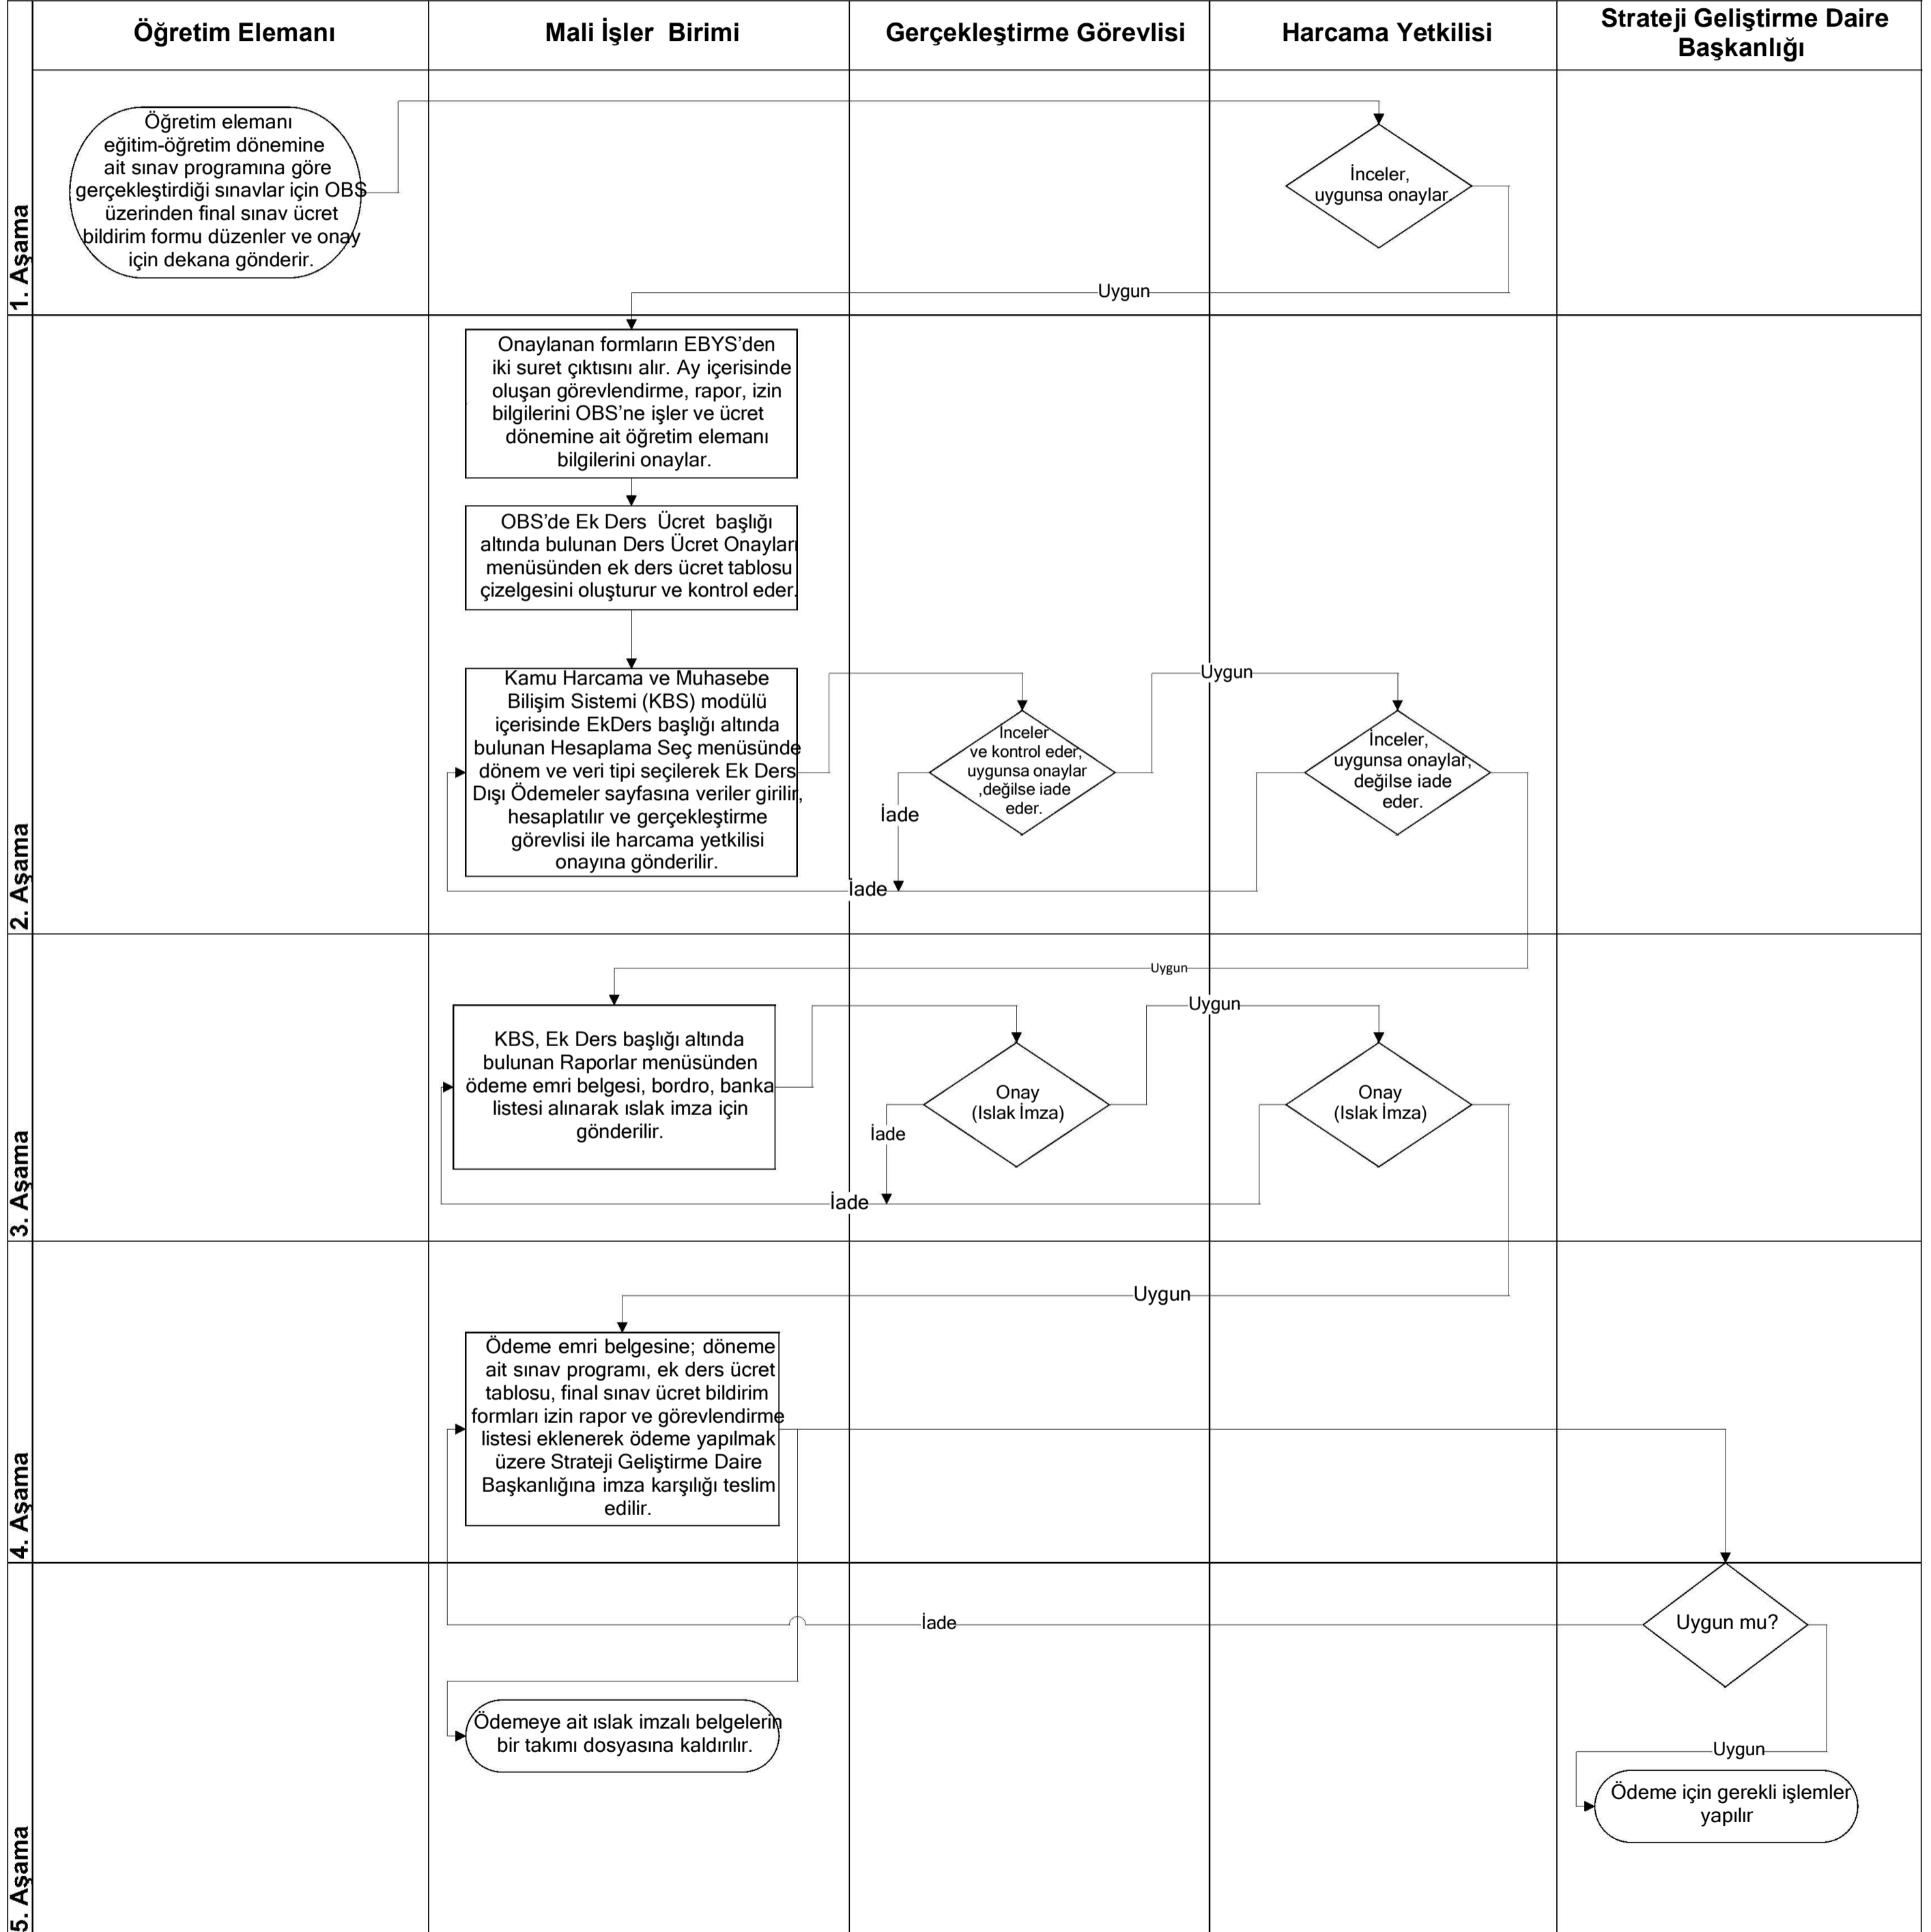 Öğretim Elemanı
Mali İşler Birimi
Gerçekleştirme Görevlisi
Harcama Yetkilisi
Strateji Geliştirme Daire
Başkanlığı
1. Aşama
Öğretim elemanı
eğitim-öğretim dönemine
ait sınav programına göre
gerçekleştirdiği sınavlar için OBS
üzerinden final sınav ücret
bildirim formu düzenler ve onay
için dekana gönderir.
İnceler,
uygunsa onaylar.
Uygun
2. Aşama
Onaylanan formların EBYS’den
iki suret çıktısını alır. Ay içerisinde
oluşan görevlendirme, rapor, izin
bilgilerini OBS’ne işler ve ücret
dönemine ait öğretim elemanı
bilgilerini onaylar.
OBS’de Ek Ders Ücret başlığı
altında bulunan Ders Ücret Onayları
menüsünden ek ders ücret tablosu
çizelgesini oluşturur ve kontrol eder.
Kamu Harcama ve Muhasebe
Bilişim Sistemi (KBS) modülü
içerisinde EkDers başlığı altında
bulunan Hesaplama Seç menüsünde
dönem ve veri tipi seçilerek Ek Ders
Dışı Ödemeler sayfasına veriler girilir,
hesaplatılır ve gerçekleştirme
görevlisi ile harcama yetkilisi
onayına gönderilir.
İnceler
ve kontrol eder,
uygunsa onaylar
,değilse iade
eder.
İade
Uygun
İnceler,
uygunsa onaylar,
değilse iade
eder.
İade
3. Aşama
Uygun
KBS, Ek Ders başlığı altında
bulunan Raporlar menüsünden
ödeme emri belgesi, bordro, banka
listesi alınarak ıslak imza için
gönderilir.
Onay
(Islak İmza)
İade
Uygun
Onay
(Islak İmza)
İade
4. Aşama
Uygun
Ödeme emri belgesine; döneme
ait sınav programı, ek ders ücret
tablosu, final sınav ücret bildirim
formları izin rapor ve görevlendirme
listesi eklenerek ödeme yapılmak
üzere Strateji Geliştirme Daire
Başkanlığına imza karşılığı teslim
edilir.
5. Aşama
İade
Uygun mu?
Ödemeye ait ıslak imzalı belgelerin
bir takımı dosyasına kaldırılır.
Uygun
Ödeme için gerekli işlemler
yapılır